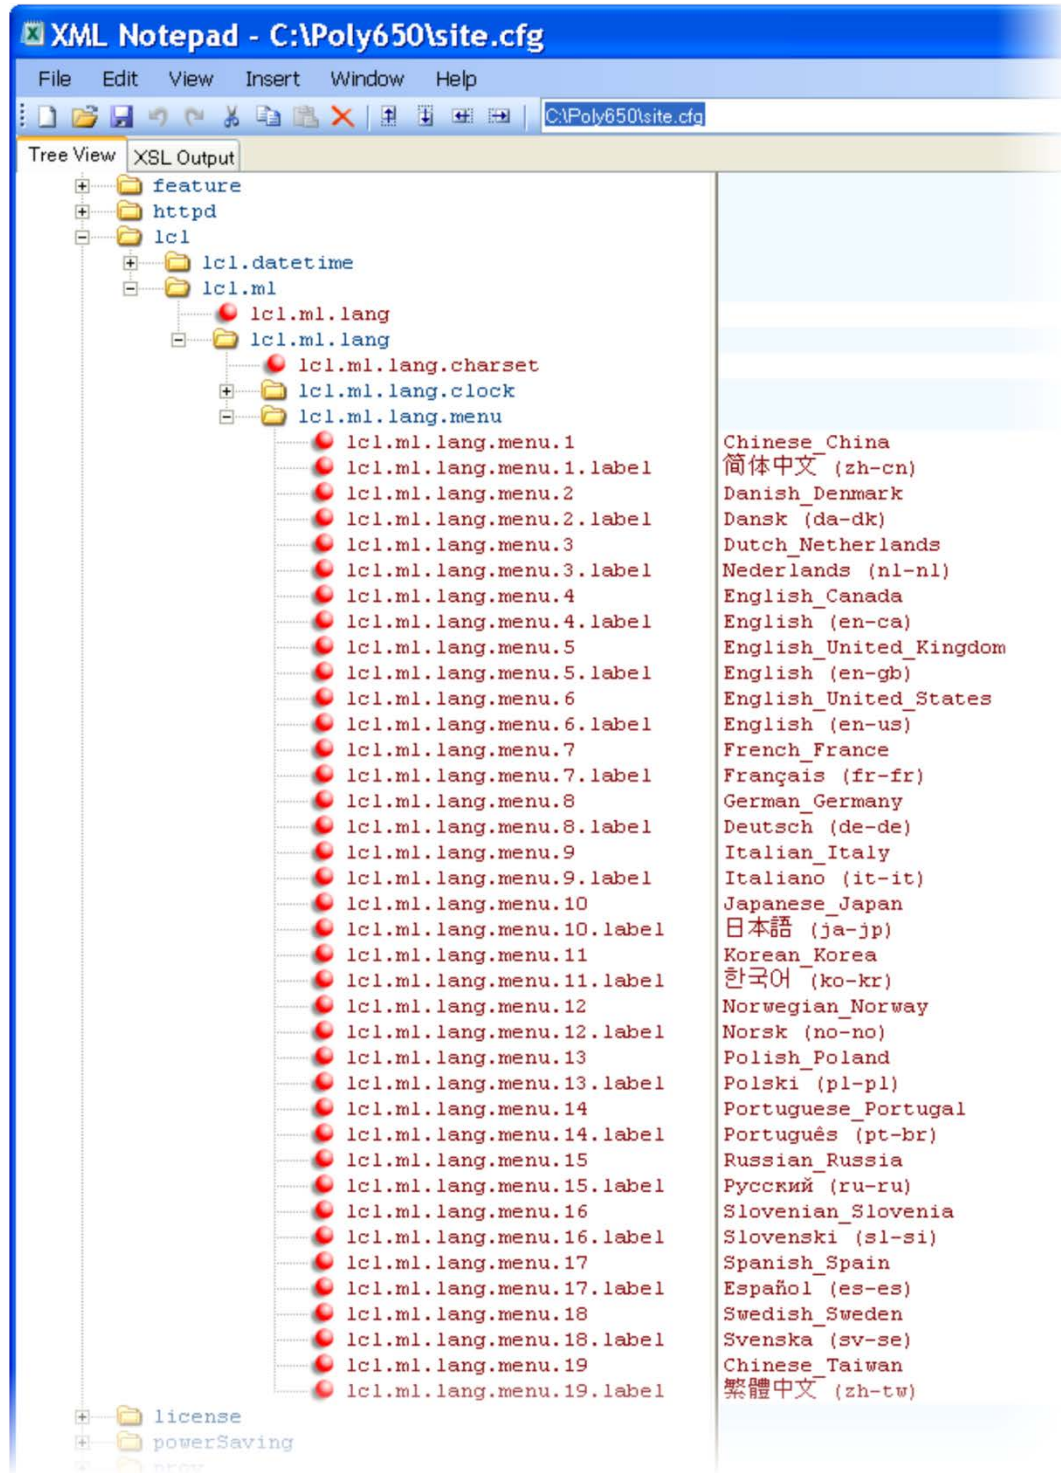 XML Notepad - C:\Poly650\site.cfg
File Edit View Insert Window Help
C:\Poly650\site.cfg
Tree View XSL Output
feature
httpd
lcl
lcl.datetime
lcl.ml
lcl.ml.lang
lcl.ml.lang
lcl.ml.lang.charset
lcl.ml.lang.clock
lcl.ml.lang.menu
lcl.ml.lang.menu.1 Chinese_China
lcl.ml.lang.menu.1.label 简体中文 (zh-cn)
lcl.ml.lang.menu.2 Danish_Denmark
lcl.ml.lang.menu.2.label Dansk (da-dk)
lcl.ml.lang.menu.3 Dutch_Netherlands
lcl.ml.lang.menu.3.label Nederlands (nl-nl)
lcl.ml.lang.menu.4 English_Canada
lcl.ml.lang.menu.4.label English (en-ca)
lcl.ml.lang.menu.5 English_United_Kingdom
lcl.ml.lang.menu.5.label English (en-gb)
lcl.ml.lang.menu.6 English_United_States
lcl.ml.lang.menu.6.label English (en-us)
lcl.ml.lang.menu.7 French_France
lcl.ml.lang.menu.7.label Français (fr-fr)
lcl.ml.lang.menu.8 German_Germany
lcl.ml.lang.menu.8.label Deutsch (de-de)
lcl.ml.lang.menu.9 Italian_Italy
lcl.ml.lang.menu.9.label Italiano (it-it)
lcl.ml.lang.menu.10 Japanese_Japan
lcl.ml.lang.menu.10.label 日本語 (ja-jp)
lcl.ml.lang.menu.11 Korean_Korea
lcl.ml.lang.menu.11.label 한국어 (ko-kr)
lcl.ml.lang.menu.12 Norwegian_Norway
lcl.ml.lang.menu.12.label Norsk (no-no)
lcl.ml.lang.menu.13 Polish_Poland
lcl.ml.lang.menu.13.label Polski (pl-pl)
lcl.ml.lang.menu.14 Portuguese_Portugal
lcl.ml.lang.menu.14.label Português (pt-br)
lcl.ml.lang.menu.15 Russian_Russia
lcl.ml.lang.menu.15.label Русский (ru-ru)
lcl.ml.lang.menu.16 Slovenian_Slovenia
lcl.ml.lang.menu.16.label Slovenski (sl-si)
lcl.ml.lang.menu.17 Spanish_Spain
lcl.ml.lang.menu.17.label Español (es-es)
lcl.ml.lang.menu.18 Swedish_Sweden
lcl.ml.lang.menu.18.label Svenska (sv-se)
lcl.ml.lang.menu.19 Chinese_Taiwan
lcl.ml.lang.menu.19.label 繁體中文 (zh-tw)
license
powerSaving